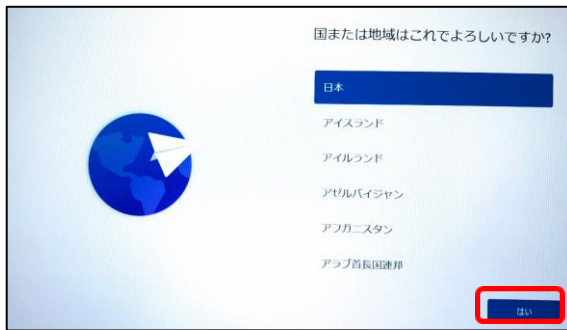 国または地域はこれでよろしいですか?
日本
アイスランド
アイルランド
アゼルバイジャン
アフガニスタン
アラブ首長国連邦
はい